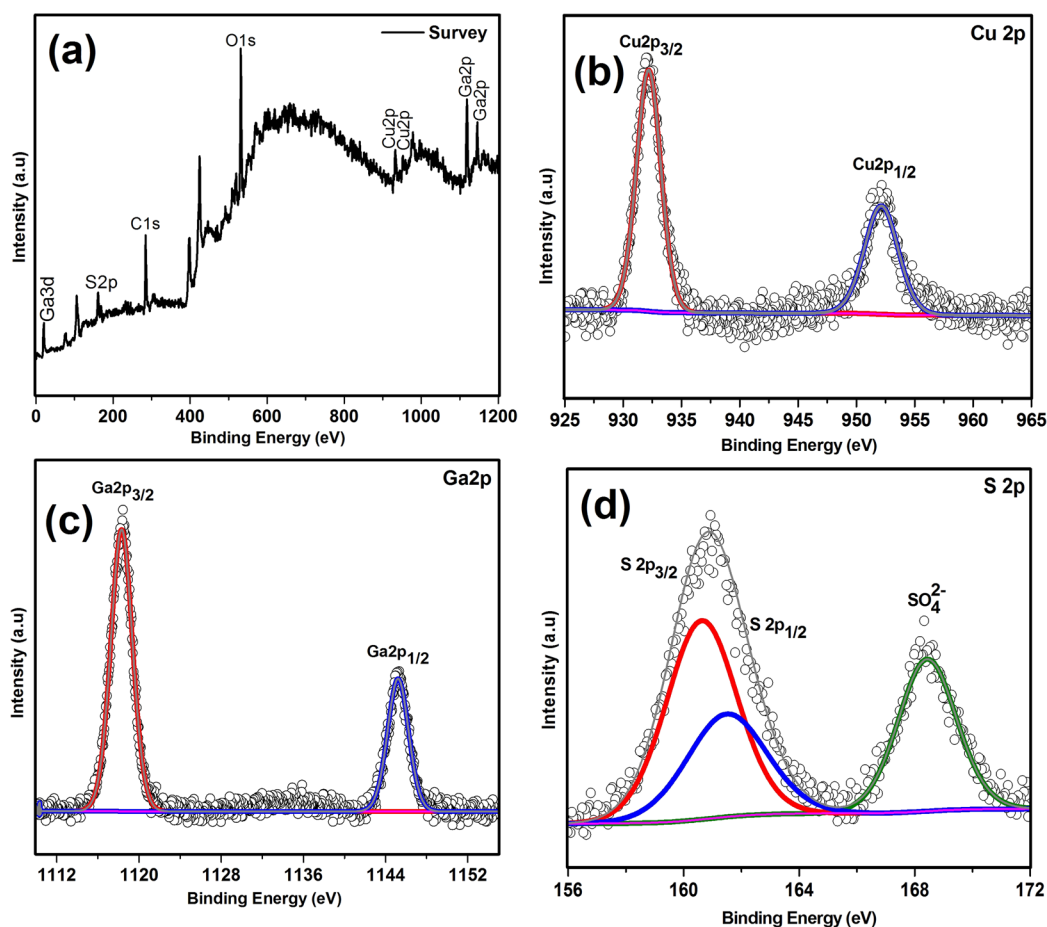 (a)
Survey
O1s
C1s
S2p
Ga3d
Cu2p
Cu2p
Ga2p
Ga2p
Intensity (a.u)
0 200 400 600 800 1000 1200
Binding Energy (eV)
(b)
Cu 2p
Cu2p3/2
Cu2p1/2
Intensity (a.u)
925 930 935 940 945 950 955 960 965
Binding Energy (eV)
(c)
Ga2p
Ga2p3/2
Ga2p1/2
Intensity (a.u)
1112 1120 1128 1136 1144 1152
Binding Energy (eV)
(d)
S 2p
S 2p3/2
S 2p1/2
SO4 2-
Intensity (a.u)
156 160 164 168 172
Binding Energy (eV)